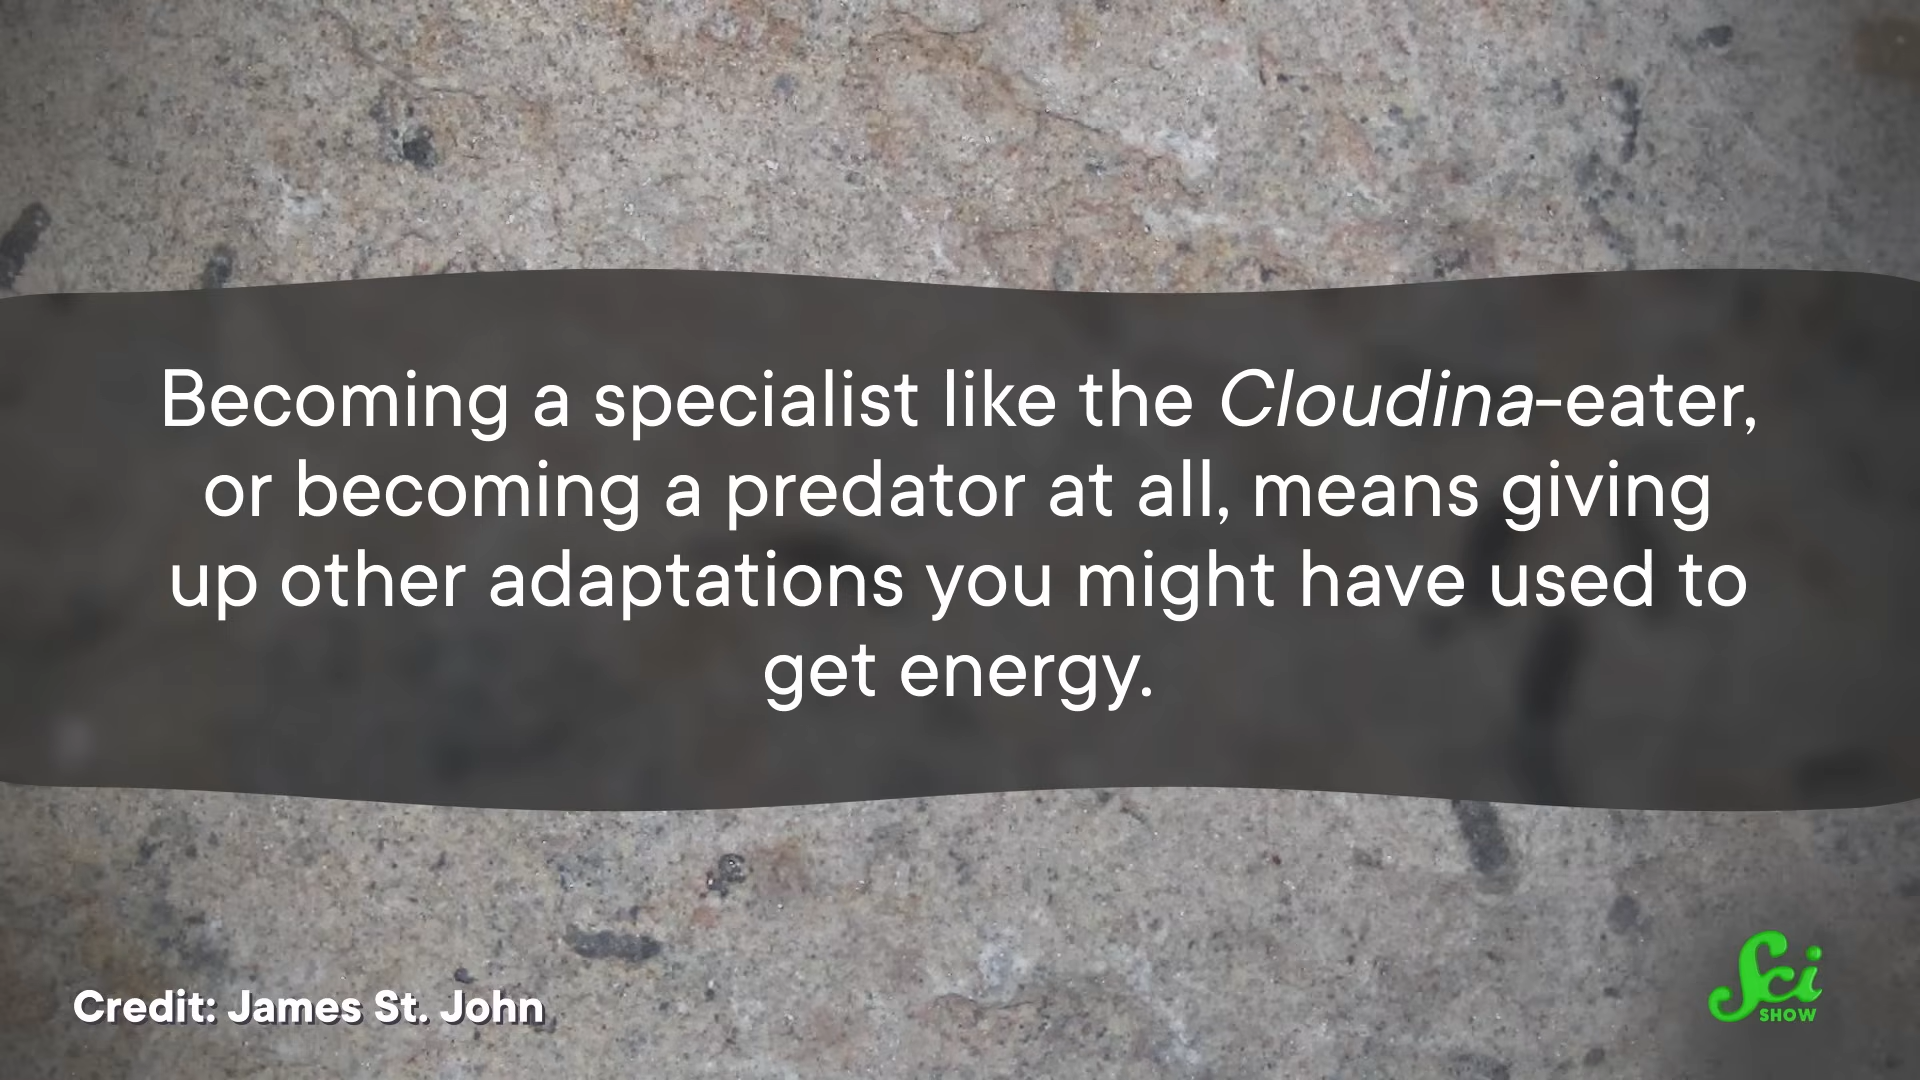 Becoming a specialist like the Cloudina-eater,
or becoming a predator at all, means giving
up other adaptations you might have used to
get energy.
Credit: James St. John
Sci
SHOW